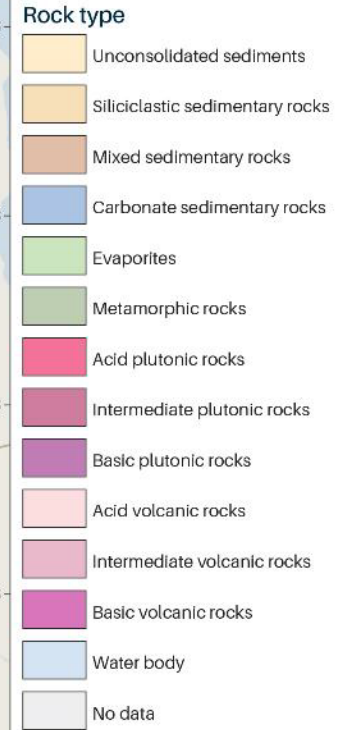 Rock type
Unconsolidated sediments
Siliciclastic sedimentary rocks
Mixed sedimentary rocks
Carbonate sedimentary rocks
Evaporites
Metamorphic rocks
Acid plutonic rocks
Intermediate plutonic rocks
Basic plutonic rocks
Acid volcanic rocks
Intermediate volcanic rocks
Basic volcanic rocks
Water body
No data